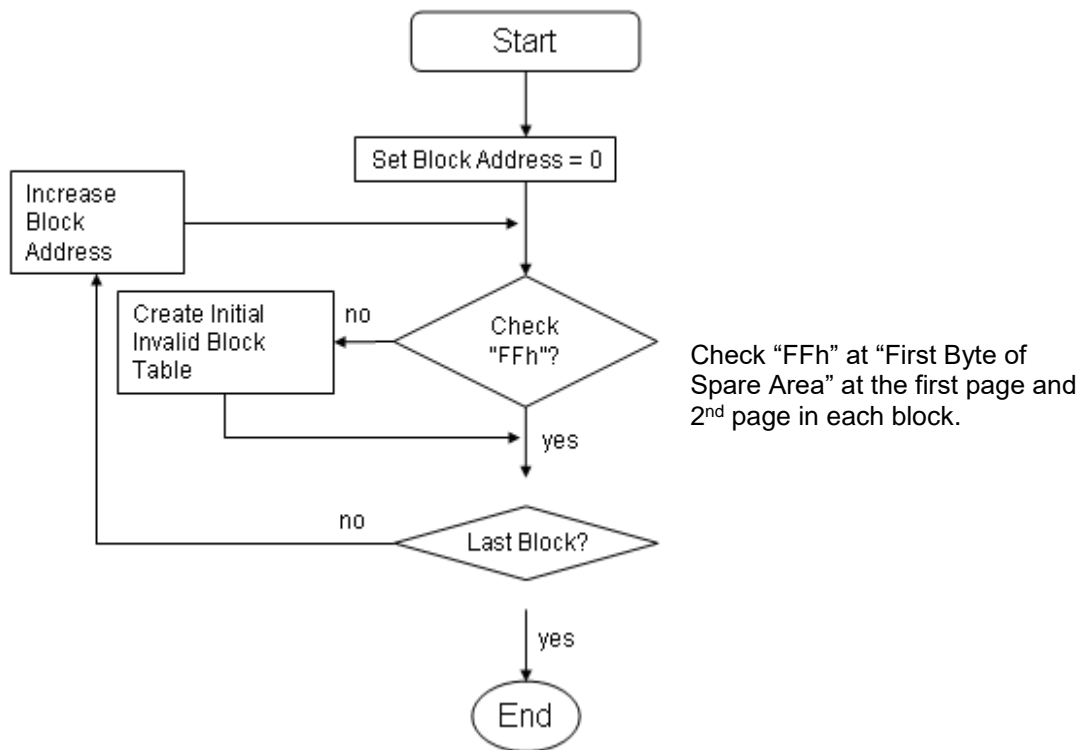 Start
Set Block Address = 0
Increase
Block
Address
Create Initial
Invalid Block
Table
no
Check
"FFh"?
Check “FFh” at “First Byte of
Spare Area” at the first page and
2nd page in each block.
yes
no
Last Block?
yes
End